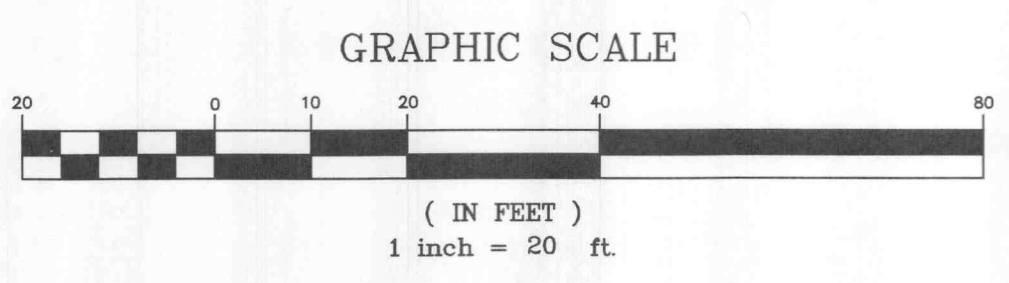 GRAPHIC SCALE
20 0 10 20 40 80
( IN FEET )
1 inch = 20 ft.